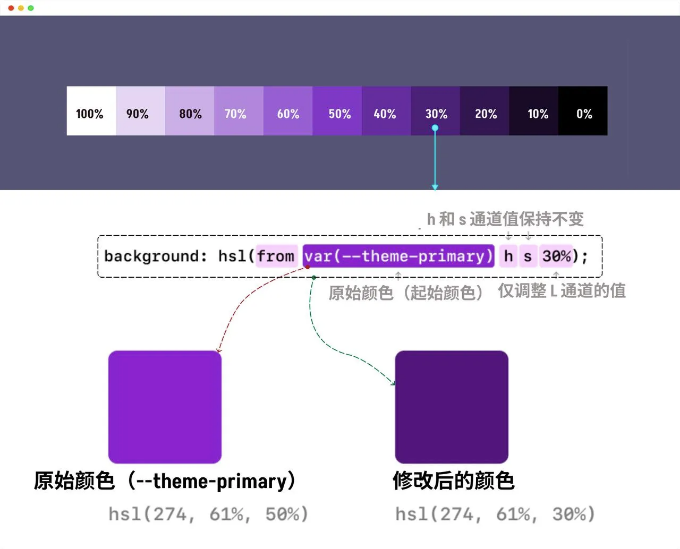 100% 90% 80% 70% 60% 50% 40% 30% 20% 10% 0%
h 和 s 通道值保持不变
background: hsl(from var(--theme-primary) h s 30%);
原始颜色（起始颜色） 仅调整 L 通道的值
原始颜色（--theme-primary） 修改后的颜色
hsl(274, 61%, 50%) hsl(274, 61%, 30%)